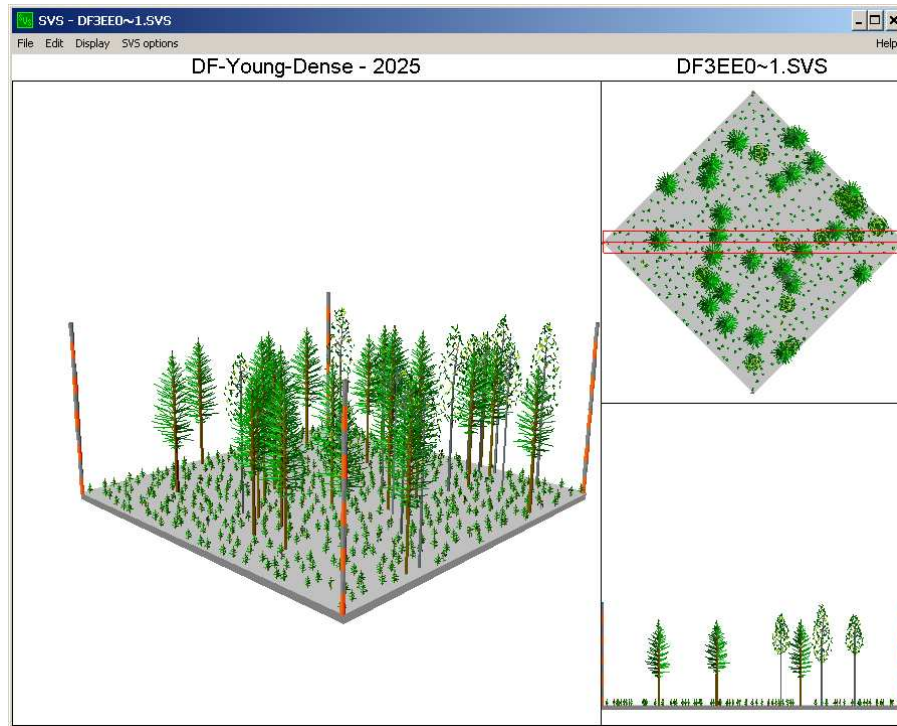 SVS - DF3EE0~1.SVS
File Edit Display SVS options Help
DF-Young-Dense - 2025
DF3EE0~1.SVS